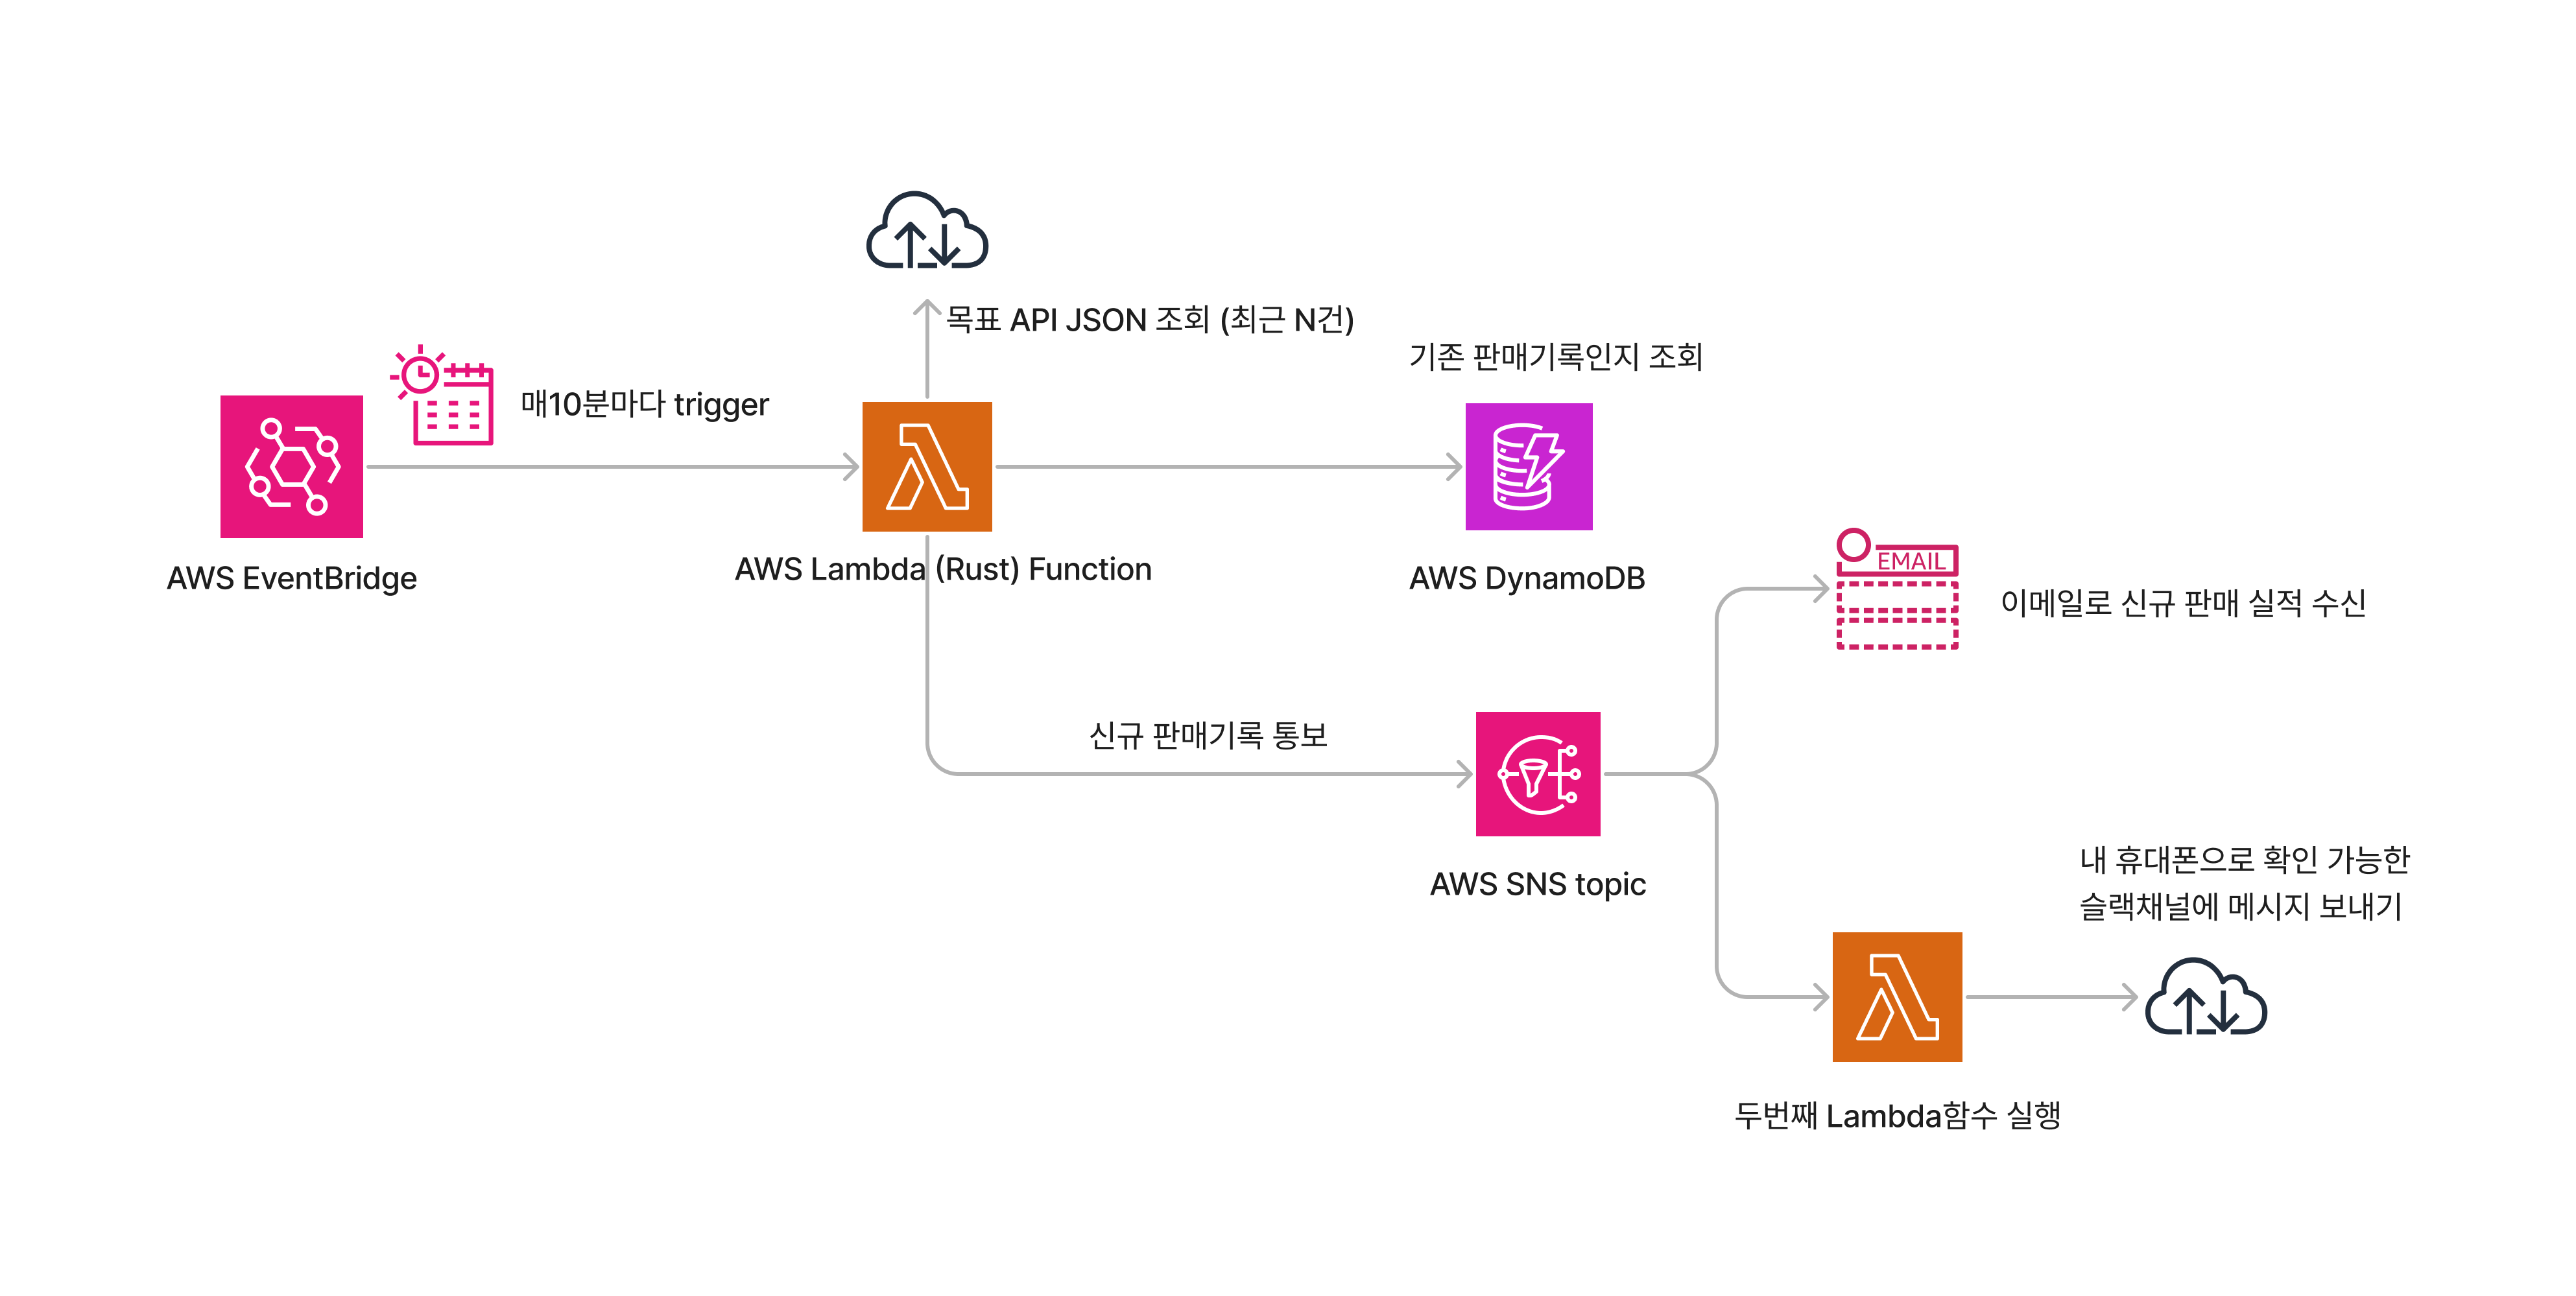 목표 API JSON 조회 (최근 N건)
기존 판매기록인지 조회
매10분마다 trigger
AWS EventBridge
AWS Lambda (Rust) Function
AWS DynamoDB
EMAIL
이메일로 신규 판매 실적 수신
신규 판매기록 통보
AWS SNS topic
내 휴대폰으로 확인 가능한
슬랙채널에 메시지 보내기
두번째 Lambda함수 실행